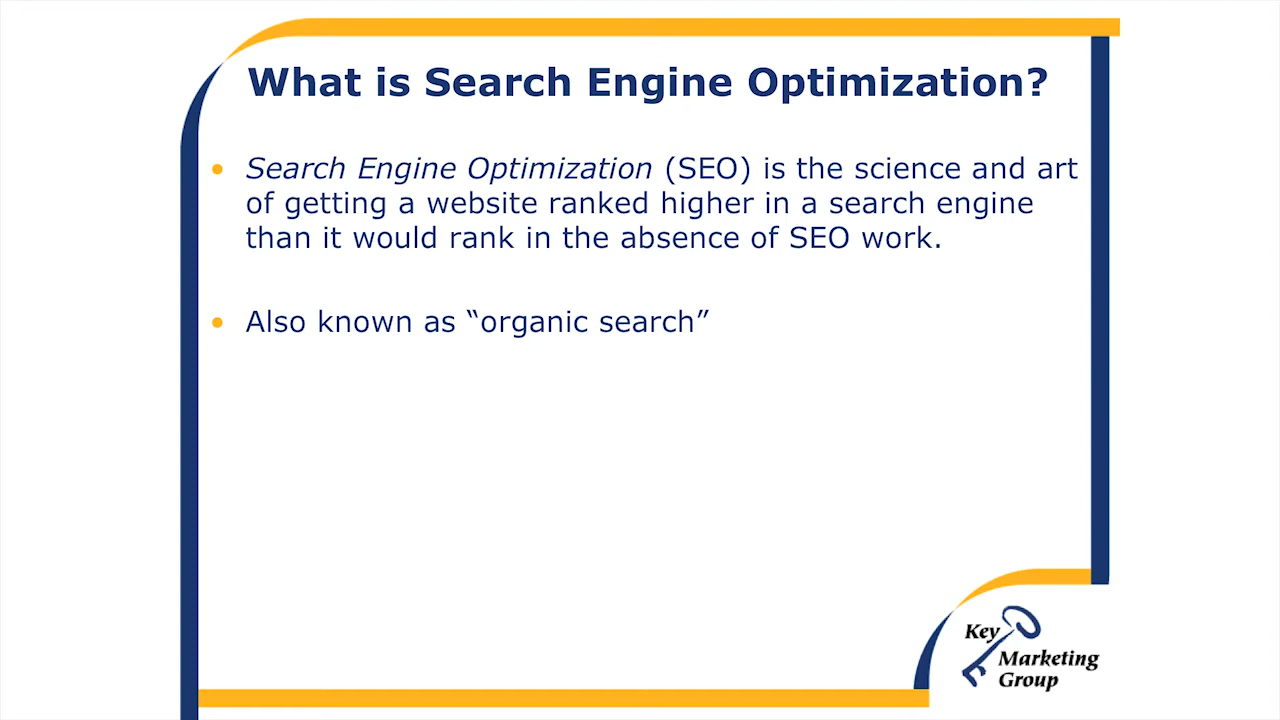 What is Search Engine Optimization?
• Search Engine Optimization (SEO) is the science and art
of getting a website ranked higher in a search engine
than it would rank in the absence of SEO work.
• Also known as “organic search”
Key
Marketing
Group